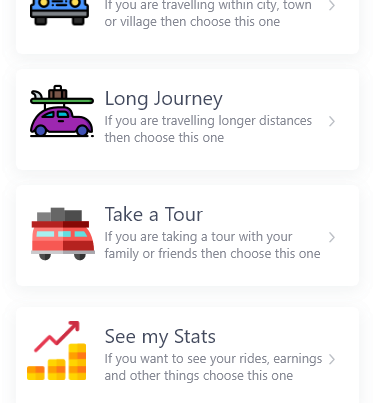 If you are travelling within city, town
or village then choose this one
Long Journey
If you are travelling longer distances
then choose this one
Take a Tour
If you are taking a tour with your
family or friends then choose this one
See my Stats
If you want to see your rides, earnings
and other things choose this one